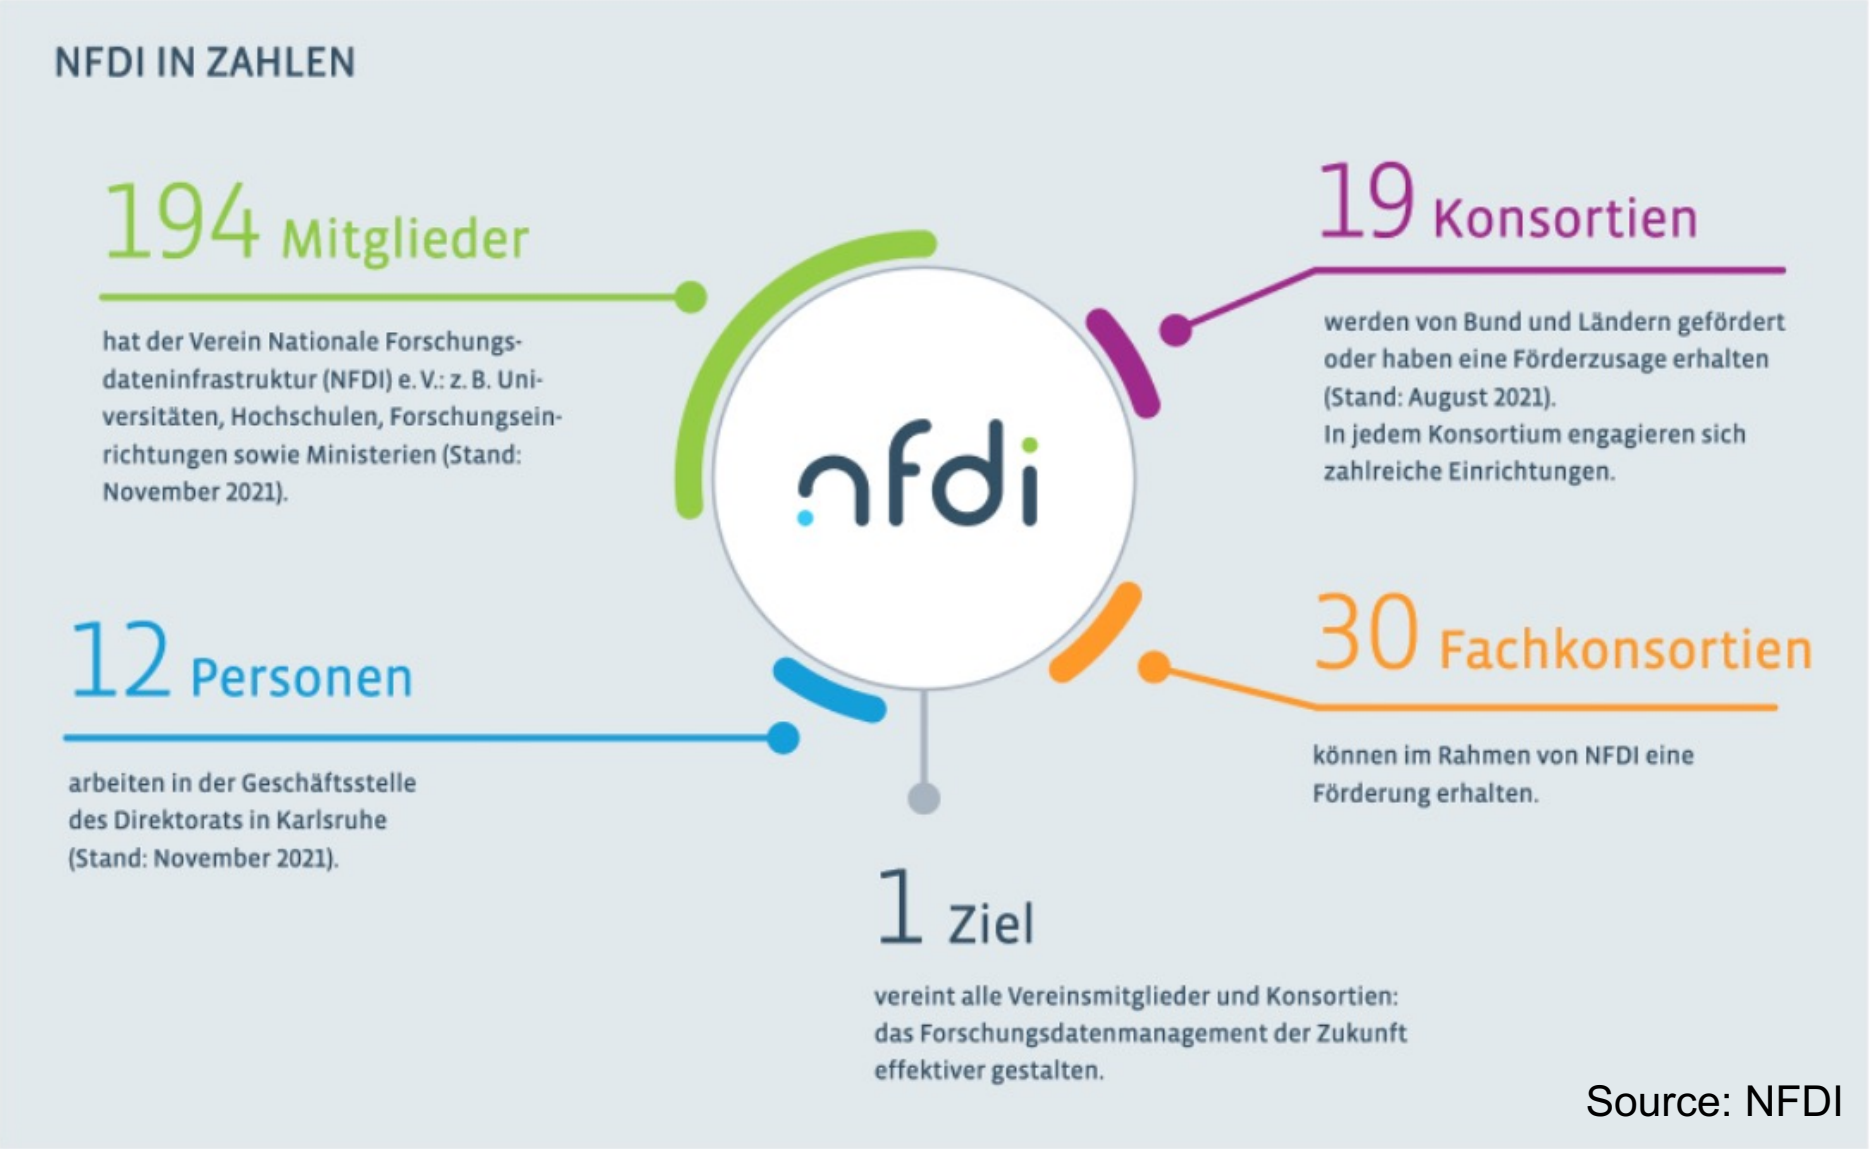 NFDI IN ZAHLEN
194 Mitglieder
hat der Verein Nationale Forschungs-
dateninfrastruktur (NFDI) e. V.: z. B. Uni-
versitäten, Hochschulen, Forschungsein-
richtungen sowie Ministerien (Stand:
November 2021).
19 Konsortien
werden von Bund und Ländern gefördert
oder haben eine Förderzusage erhalten
(Stand: August 2021).
In jedem Konsortium engagieren sich
zahlreiche Einrichtungen.
nfdi
12 Personen
arbeiten in der Geschäftsstelle
des Direktorats in Karlsruhe
(Stand: November 2021).
30 Fachkonsortien
können im Rahmen von NFDI eine
Förderung erhalten.
1 Ziel
vereint alle Vereinsmitglieder und Konsortien:
das Forschungsdatenmanagement der Zukunft
effektiver gestalten.
Source: NFDI